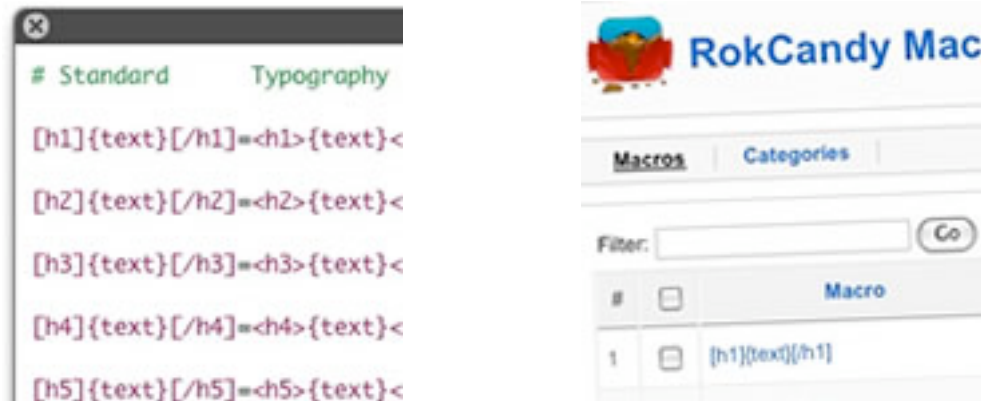 # Standard Typography
[h1]{text}[/h1]=<h1>{text}<
[h2]{text}[/h2]=<h2>{text}<
[h3]{text}[/h3]=<h3>{text}<
[h4]{text}[/h4]=<h4>{text}<
[h5]{text}[/h5]=<h5>{text}<
RokCandy Mac
Macros Categories
Filter: Go
# Macro
1 [h1]{text}[/h1]